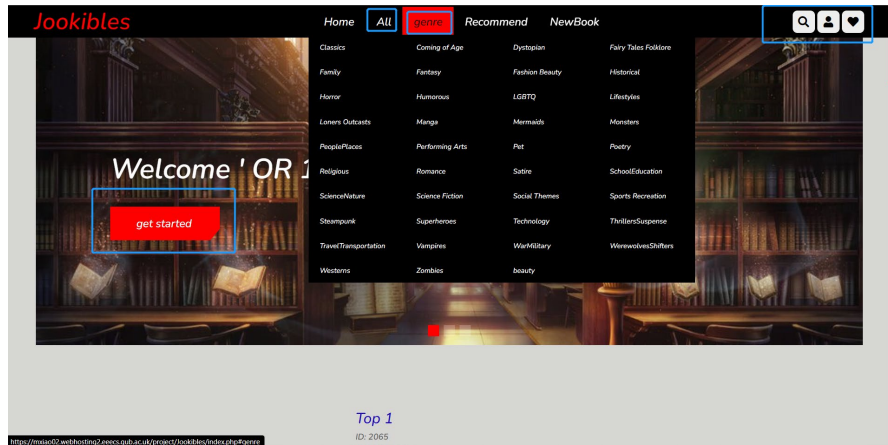 Jookibles Home All genre Recommend NewBook
Classics Coming of Age Dystopian Fairy Tales Folklore
Family Fantasy Fashion Beauty Historical
Horror Humorous LGBTQ Lifestyles
Loners Outcasts Manga Mermaids Monsters
PeoplePlaces Performing Arts Pet Poetry
Welcome ' OR 1
Religious Romance Satire SchoolEducation
ScienceNature Science Fiction Social Themes Sports Recreation
get started
Steampunk Superheroes Technology ThrillersSuspense
TravelTransportation Vampires WarMilitary WerewolvesShifters
Westerns Zombies beauty
Top 1
ID: 2065
https://mxiao02.webhosting2.eeecs.qub.ac.uk/project/Jookibles/index.php#genre